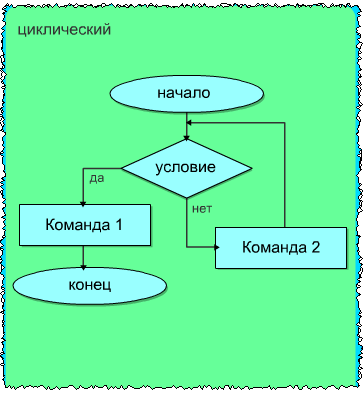 циклический
начало
условие
да
нет
Команда 1
Команда 2
конец